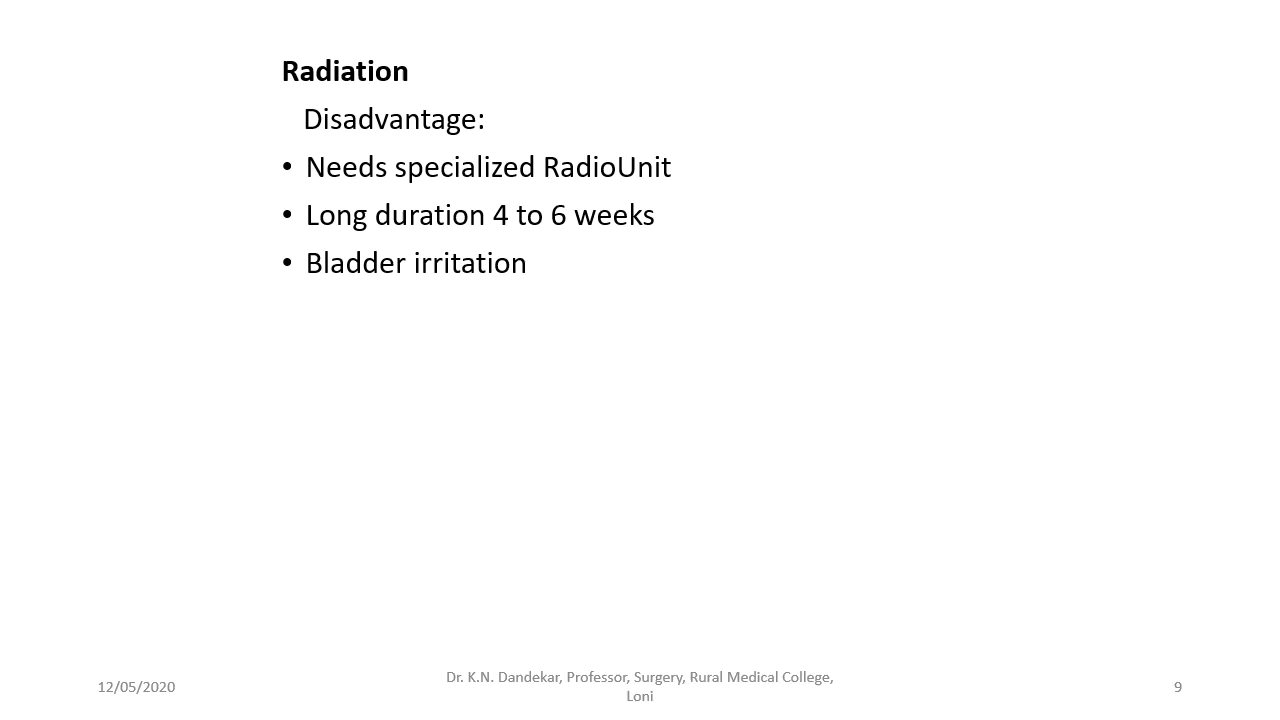 Radiation
Disadvantage:
• Needs specialized RadioUnit
• Long duration 4 to 6 weeks
• Bladder irritation
12/05/2020
Dr. K.N. Dandekar, Professor, Surgery, Rural Medical College,
Loni
9